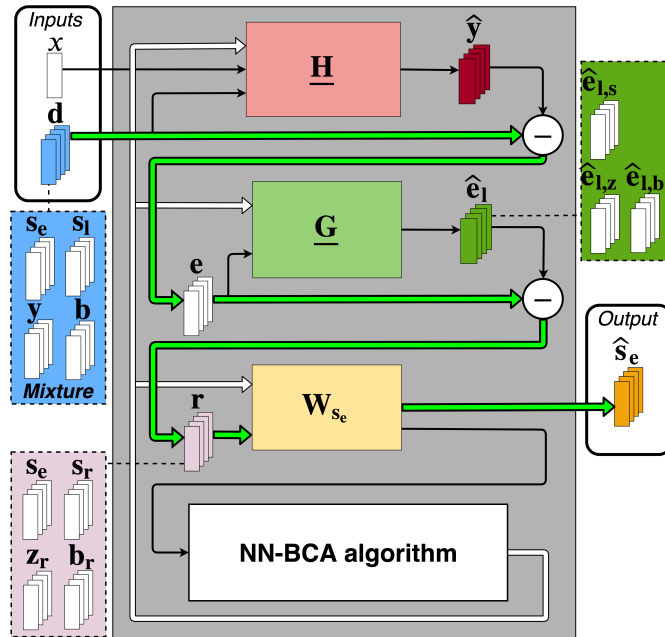 Inputs
x
d
s_e s_l
y b
Mixture
H
ŷ
−
ê_l,s
ê_l,z ê_l,b
G
ê_l
e
−
Output
ŝ_e
W_s_e
r
s_e s_r
z_r b_r
NN-BCA algorithm